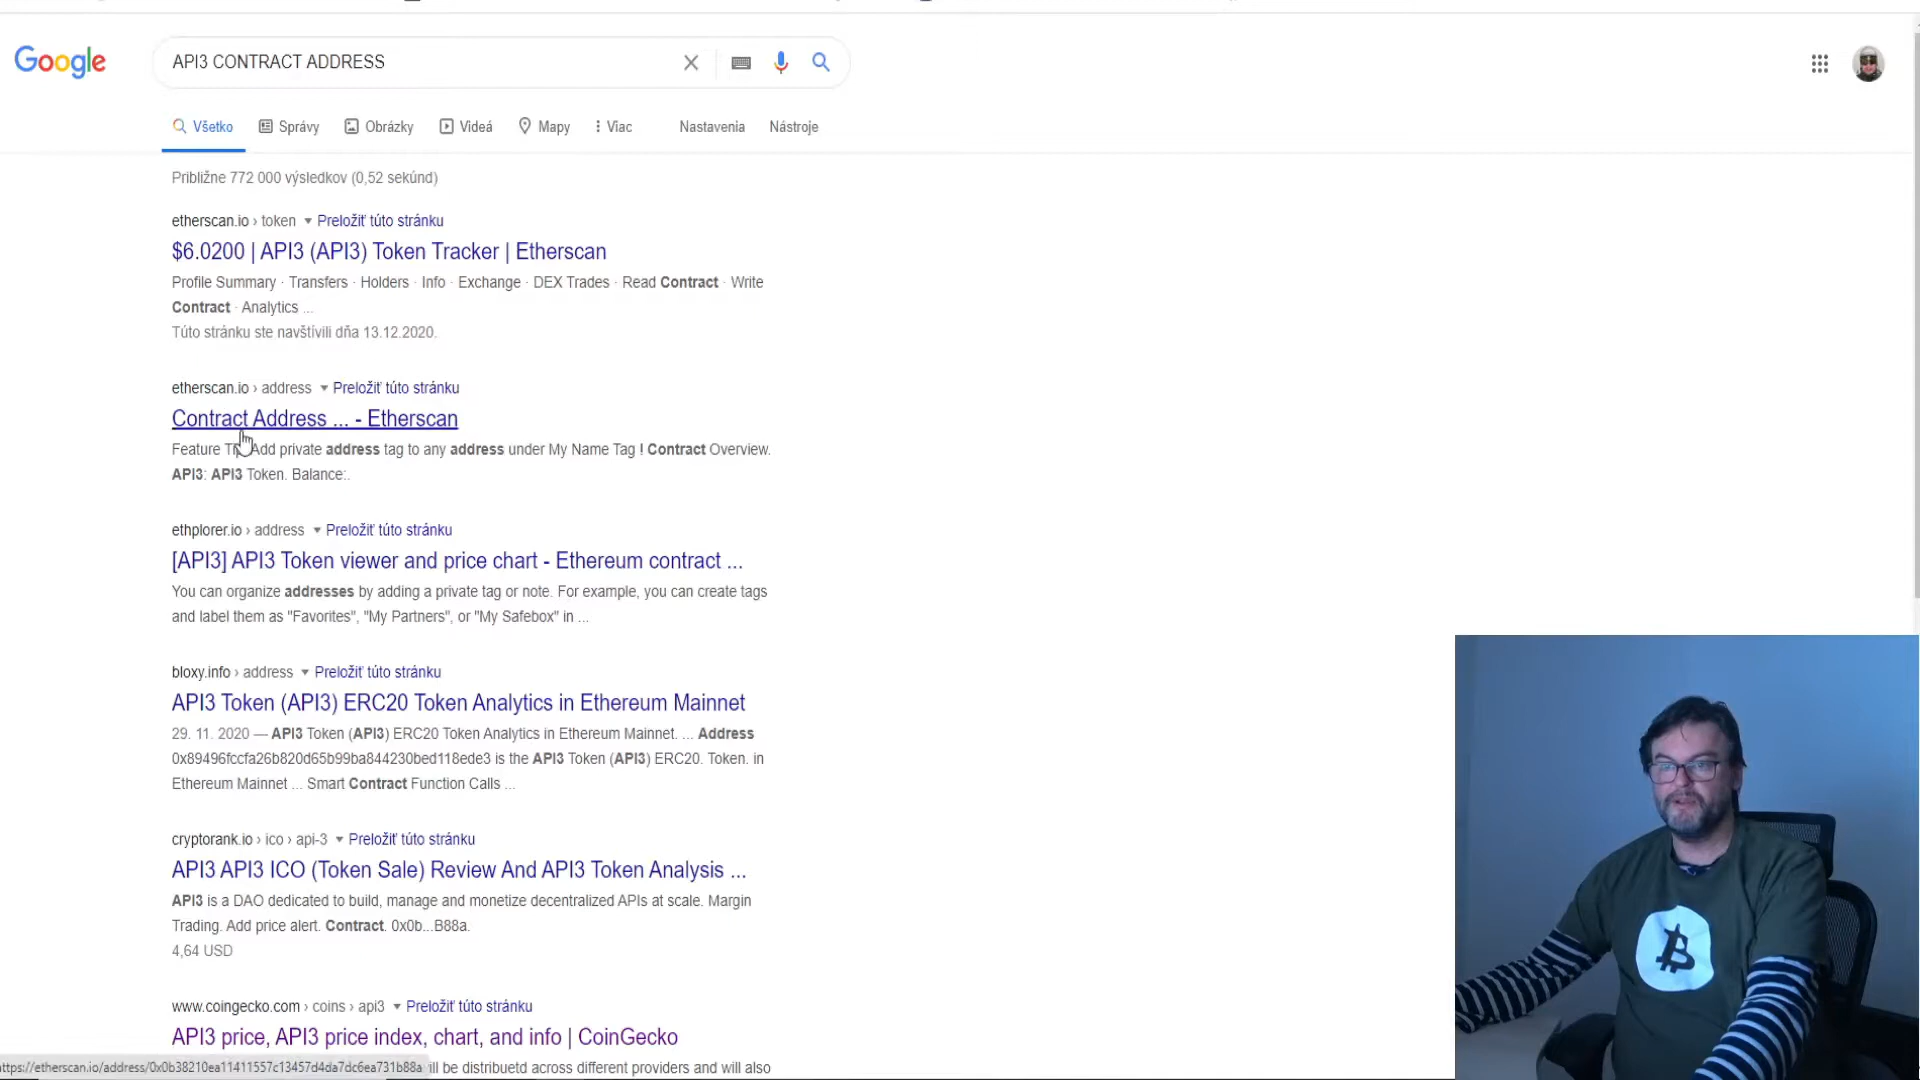 Google
API3 CONTRACT ADDRESS
Všetko Správy Obrázky Videá Mapy Viac Nastavenia Nástroje
Približne 772 000 výsledkov (0,52 sekúnd)
etherscan.io › token Preložiť túto stránku
$6.0200 | API3 (API3) Token Tracker | Etherscan
Profile Summary · Transfers · Holders · Info · Exchange · DEX Trades · Read Contract · Write
Contract · Analytics ...
Túto stránku ste navštívili dňa 13.12.2020.
etherscan.io › address Preložiť túto stránku
Contract Address ... - Etherscan
Feature Add private address tag to any address under My Name Tag ! Contract Overview.
API3: API3 Token. Balance:.
ethplorer.io › address Preložiť túto stránku
[API3] API3 Token viewer and price chart - Ethereum contract ...
You can organize addresses by adding a private tag or note. For example, you can create tags
and label them as "Favorites", "My Partners", or "My Safebox" in ...
bloxy.info › address Preložiť túto stránku
API3 Token (API3) ERC20 Token Analytics in Ethereum Mainnet
29. 11. 2020 — API3 Token (API3) ERC20 Token Analytics in Ethereum Mainnet. ... Address
0x89496fccfa26b820d65b99ba844230bed118ede3 is the API3 Token (API3) ERC20. Token. in
Ethereum Mainnet ... Smart Contract Function Calls ...
cryptorank.io › ico › api-3 Preložiť túto stránku
API3 API3 ICO (Token Sale) Review And API3 Token Analysis ...
API3 is a DAO dedicated to build, manage and monetize decentralized APIs at scale. Margin
Trading. Add price alert. Contract. 0x0b...B88a.
4,64 USD
www.coingecko.com › coins › api3 Preložiť túto stránku
API3 price, API3 price index, chart, and info | CoinGecko
https://etherscan.io/address/0x0b38210ea11411557c13457d4da7dc6ea731b88a ill be distribuetd across different providers and will also